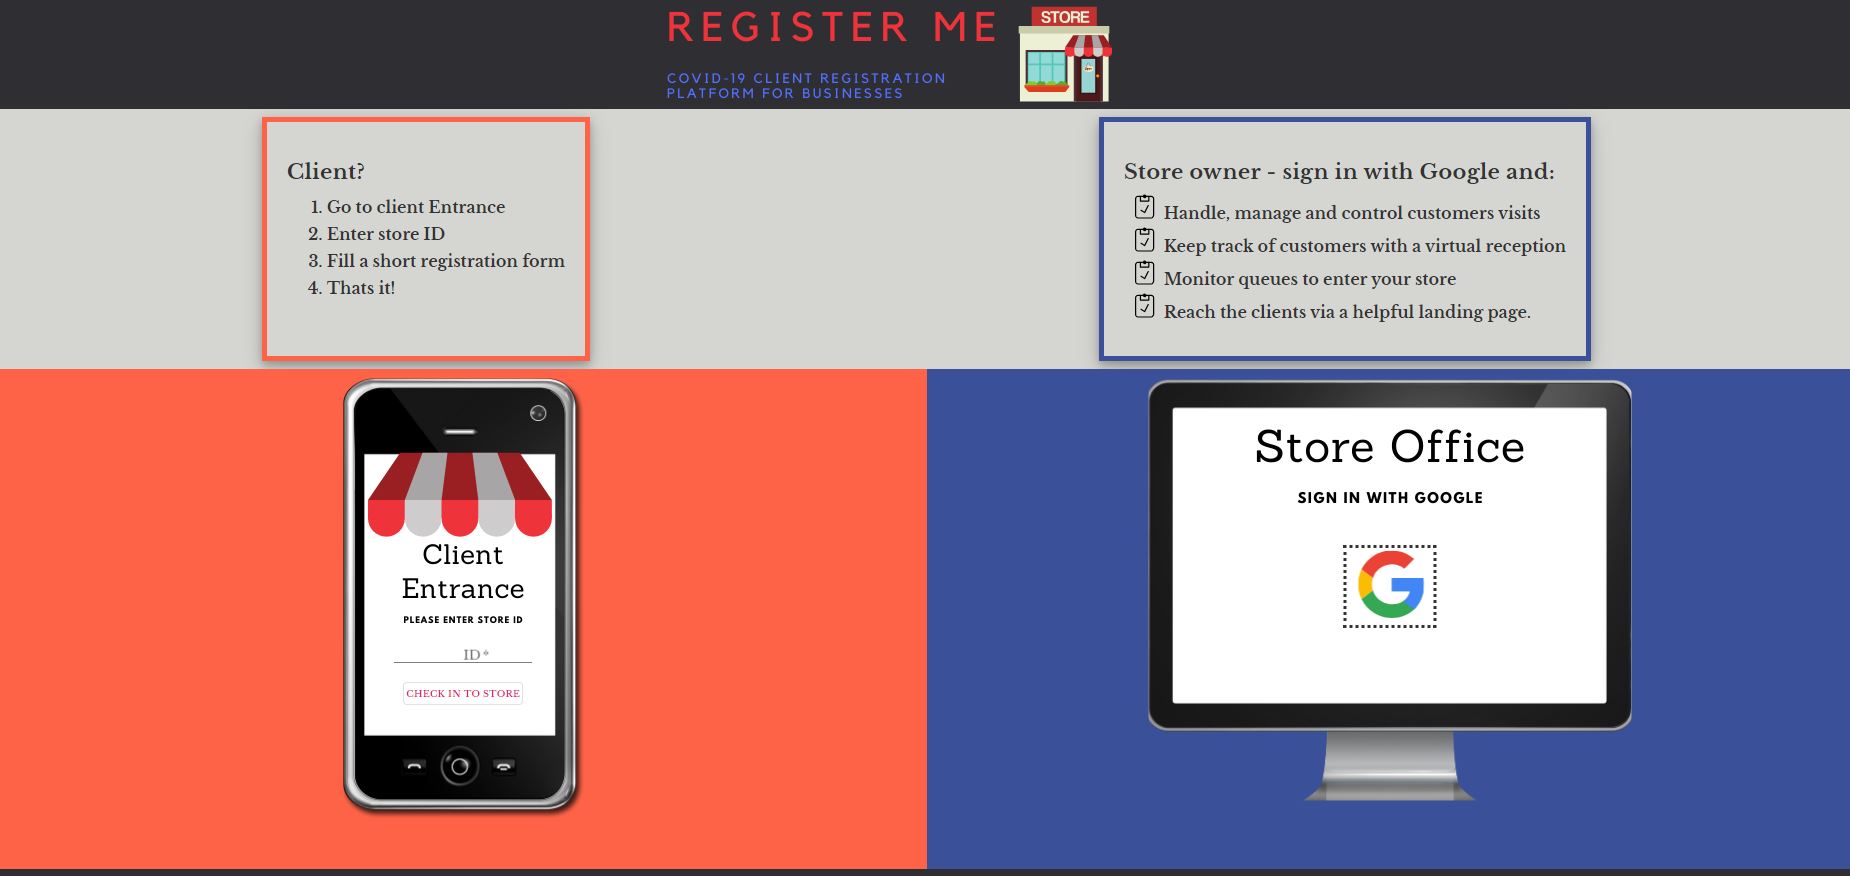 REGISTER ME
STORE
COVID-19 CLIENT REGISTRATION
PLATFORM FOR BUSINESSES
Client?
1. Go to client Entrance
2. Enter store ID
3. Fill a short registration form
4. Thats it!
Store owner - sign in with Google and:
Handle, manage and control customers visits
Keep track of customers with a virtual reception
Monitor queues to enter your store
Reach the clients via a helpful landing page.
Client
Entrance
PLEASE ENTER STORE ID
ID *
CHECK IN TO STORE
Store Office
SIGN IN WITH GOOGLE
G